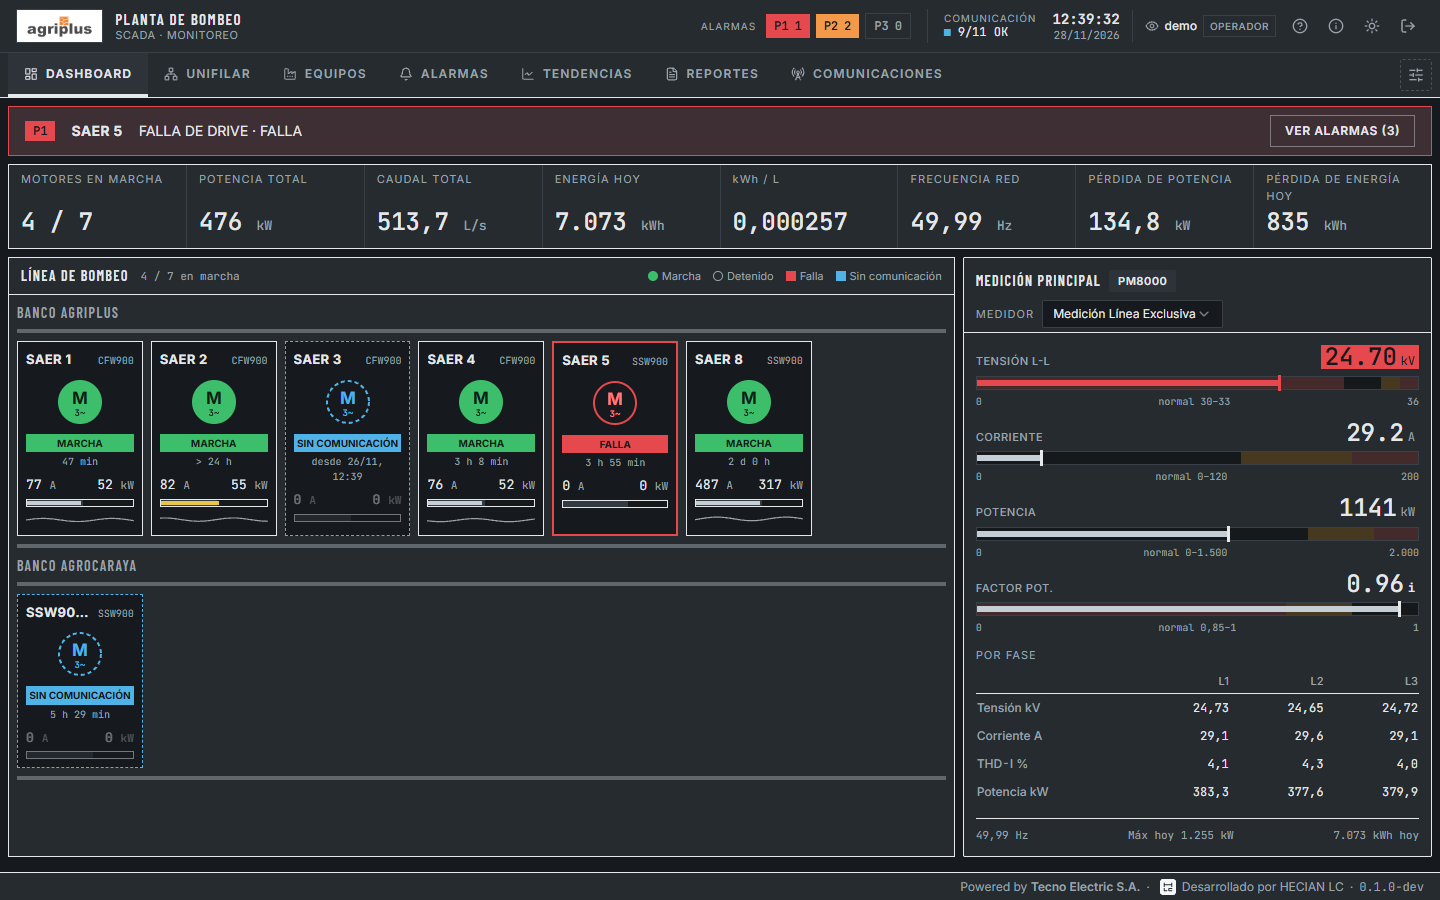 agriplus
PLANTA DE BOMBEO
SCADA · MONITOREO
ALARMAS P1 1 P2 2 P3 0
COMUNICACIÓN
9/11 OK
12:39:32
28/11/2026
demo OPERADOR
DASHBOARD UNIFILAR EQUIPOS ALARMAS TENDENCIAS REPORTES COMUNICACIONES
P1 SAER 5 FALLA DE DRIVE · FALLA VER ALARMAS (3)
MOTORES EN MARCHA
4 / 7
POTENCIA TOTAL
476 kW
CAUDAL TOTAL
513,7 L/s
ENERGÍA HOY
7.073 kWh
kWh / L
0,000257
FRECUENCIA RED
49,99 Hz
PÉRDIDA DE POTENCIA
134,8 kW
PÉRDIDA DE ENERGÍA
HOY
835 kWh
LÍNEA DE BOMBEO 4 / 7 en marcha
Marcha Detenido Falla Sin comunicación
BANCO AGRIPLUS
SAER 1 CFW900
M
3~
MARCHA
47 min
77 A 52 kW
SAER 2 CFW900
M
3~
MARCHA
> 24 h
82 A 55 kW
SAER 3 CFW900
M
3~
SIN COMUNICACIÓN
desde 26/11,
12:39
0 A 0 kW
SAER 4 CFW900
M
3~
MARCHA
3 h 8 min
76 A 52 kW
SAER 5 SSW900
M
3~
FALLA
3 h 55 min
0 A 0 kW
SAER 8 SSW900
M
3~
MARCHA
2 d 0 h
487 A 317 kW
BANCO AGROCARAYA
SSW90... SSW900
M
3~
SIN COMUNICACIÓN
5 h 29 min
0 A 0 kW
MEDICIÓN PRINCIPAL PM8000
MEDIDOR Medición Línea Exclusiva
TENSIÓN L-L 24.70 kV
0 normal 30–33 36
CORRIENTE 29.2 A
0 normal 0–120 200
POTENCIA 1141 kW
0 normal 0–1.500 2.000
FACTOR POT. 0.96 i
0 normal 0,85–1 1
POR FASE
L1 L2 L3
Tensión kV 24,73 24,65 24,72
Corriente A 29,1 29,6 29,1
THD-I % 4,1 4,3 4,0
Potencia kW 383,3 377,6 379,9
49,99 Hz Máx hoy 1.255 kW 7.073 kWh hoy
Powered by Tecno Electric S.A. · Desarrollado por HECIAN LC · 0.1.0-dev